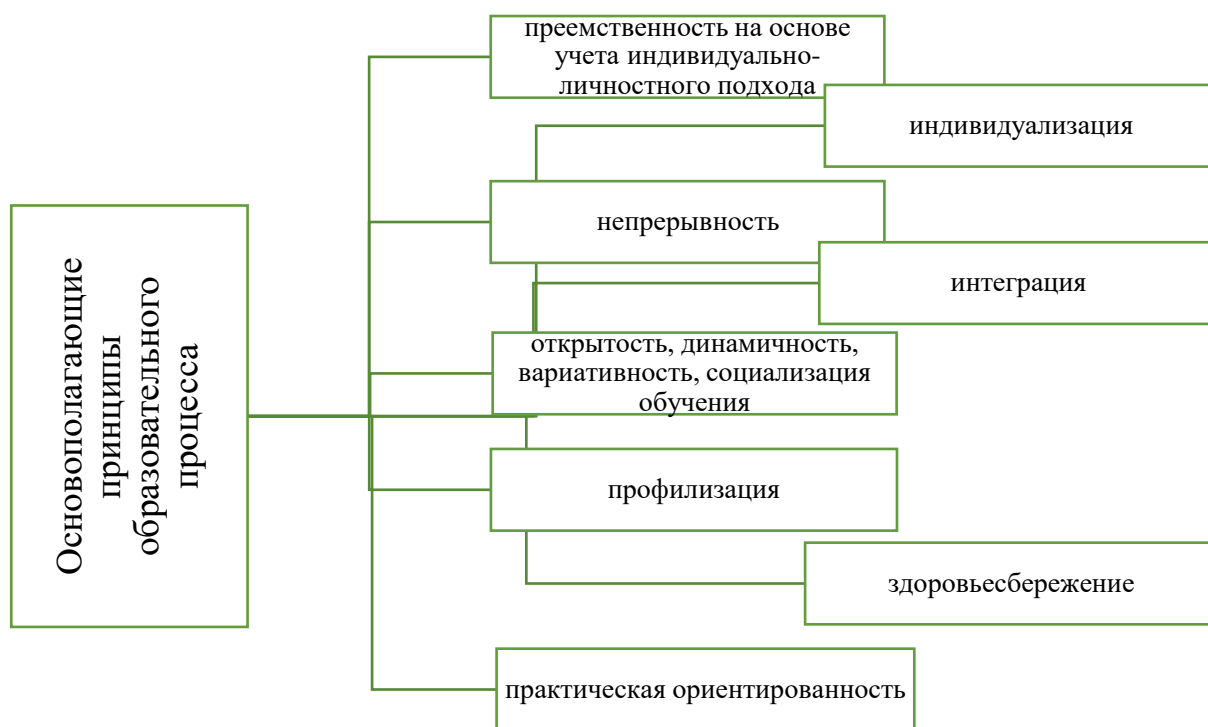 Основополагающие
принципы
образовательного
процесса
преемственность на основе
учета индивидуально-
личностного подхода
индивидуализация
непрерывность
интеграция
открытость, динамичность,
вариативность, социализация
обучения
профилизация
здоровьесбережение
практическая ориентированность